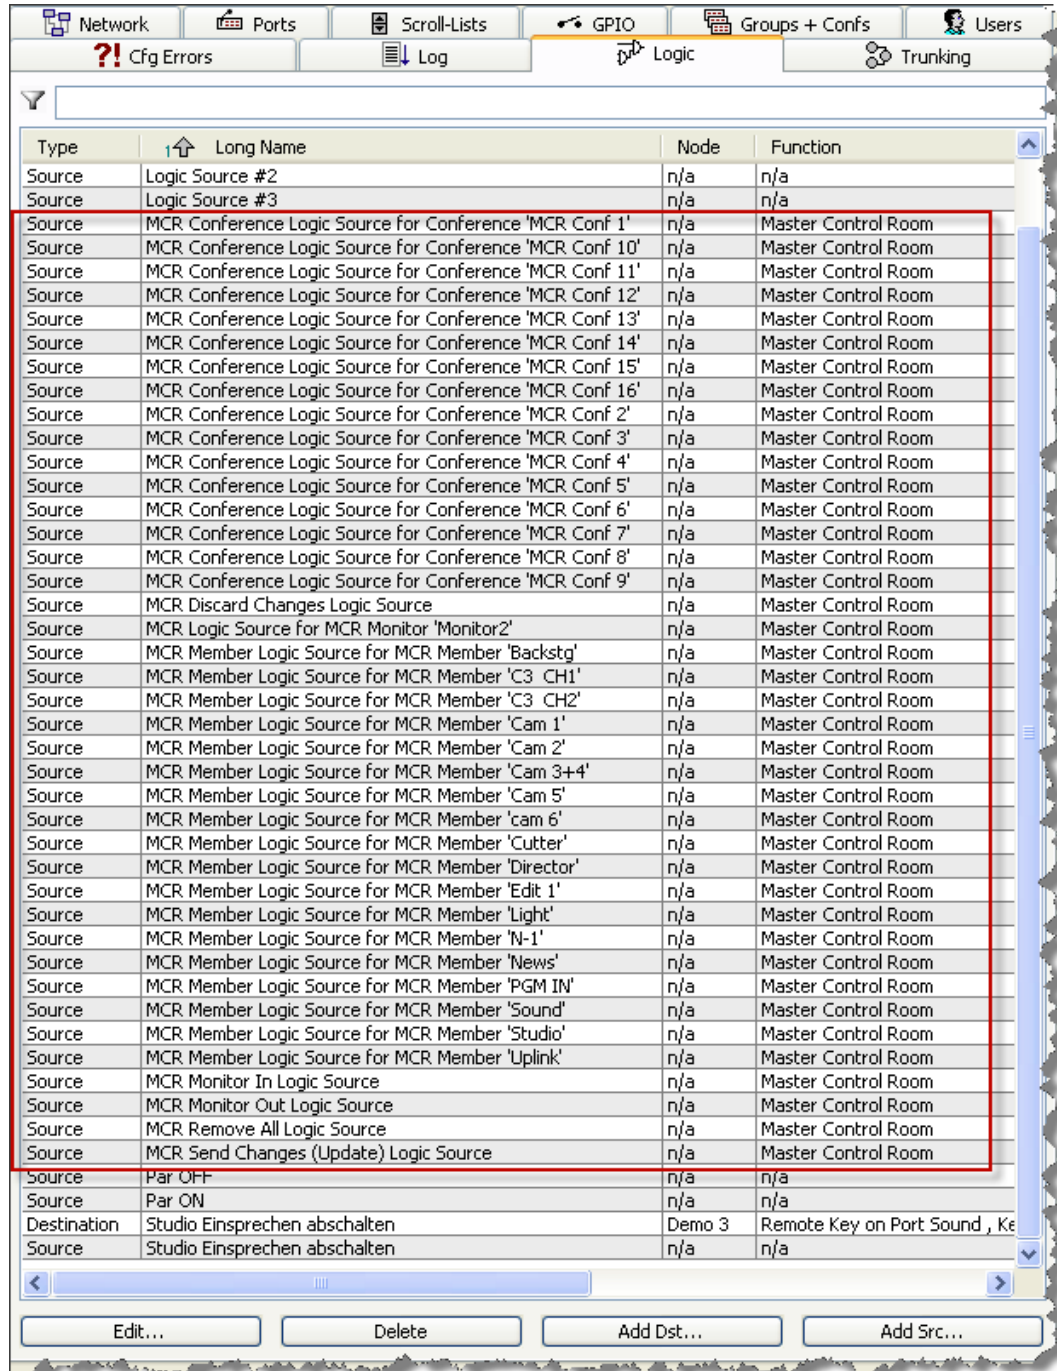 Network Ports Scroll-Lists GPIO Groups + Confs Users
?! Cfg Errors Log Logic Trunking
Type 1 Long Name Node Function
Source Logic Source #2 n/a n/a
Source Logic Source #3 n/a n/a
Source MCR Conference Logic Source for Conference 'MCR Conf 1' n/a Master Control Room
Source MCR Conference Logic Source for Conference 'MCR Conf 10' n/a Master Control Room
Source MCR Conference Logic Source for Conference 'MCR Conf 11' n/a Master Control Room
Source MCR Conference Logic Source for Conference 'MCR Conf 12' n/a Master Control Room
Source MCR Conference Logic Source for Conference 'MCR Conf 13' n/a Master Control Room
Source MCR Conference Logic Source for Conference 'MCR Conf 14' n/a Master Control Room
Source MCR Conference Logic Source for Conference 'MCR Conf 15' n/a Master Control Room
Source MCR Conference Logic Source for Conference 'MCR Conf 16' n/a Master Control Room
Source MCR Conference Logic Source for Conference 'MCR Conf 2' n/a Master Control Room
Source MCR Conference Logic Source for Conference 'MCR Conf 3' n/a Master Control Room
Source MCR Conference Logic Source for Conference 'MCR Conf 4' n/a Master Control Room
Source MCR Conference Logic Source for Conference 'MCR Conf 5' n/a Master Control Room
Source MCR Conference Logic Source for Conference 'MCR Conf 6' n/a Master Control Room
Source MCR Conference Logic Source for Conference 'MCR Conf 7' n/a Master Control Room
Source MCR Conference Logic Source for Conference 'MCR Conf 8' n/a Master Control Room
Source MCR Conference Logic Source for Conference 'MCR Conf 9' n/a Master Control Room
Source MCR Discard Changes Logic Source n/a Master Control Room
Source MCR Logic Source for MCR Monitor 'Monitor2' n/a Master Control Room
Source MCR Member Logic Source for MCR Member 'Backstg' n/a Master Control Room
Source MCR Member Logic Source for MCR Member 'C3 CH1' n/a Master Control Room
Source MCR Member Logic Source for MCR Member 'C3 CH2' n/a Master Control Room
Source MCR Member Logic Source for MCR Member 'Cam 1' n/a Master Control Room
Source MCR Member Logic Source for MCR Member 'Cam 2' n/a Master Control Room
Source MCR Member Logic Source for MCR Member 'Cam 3+4' n/a Master Control Room
Source MCR Member Logic Source for MCR Member 'Cam 5' n/a Master Control Room
Source MCR Member Logic Source for MCR Member 'cam 6' n/a Master Control Room
Source MCR Member Logic Source for MCR Member 'Cutter' n/a Master Control Room
Source MCR Member Logic Source for MCR Member 'Director' n/a Master Control Room
Source MCR Member Logic Source for MCR Member 'Edit 1' n/a Master Control Room
Source MCR Member Logic Source for MCR Member 'Light' n/a Master Control Room
Source MCR Member Logic Source for MCR Member 'N-1' n/a Master Control Room
Source MCR Member Logic Source for MCR Member 'News' n/a Master Control Room
Source MCR Member Logic Source for MCR Member 'PGM IN' n/a Master Control Room
Source MCR Member Logic Source for MCR Member 'Sound' n/a Master Control Room
Source MCR Member Logic Source for MCR Member 'Studio' n/a Master Control Room
Source MCR Member Logic Source for MCR Member 'Uplink' n/a Master Control Room
Source MCR Monitor In Logic Source n/a Master Control Room
Source MCR Monitor Out Logic Source n/a Master Control Room
Source MCR Remove All Logic Source n/a Master Control Room
Source MCR Send Changes (Update) Logic Source n/a Master Control Room
Source Par OFF n/a n/a
Source Par ON n/a n/a
Destination Studio Einsprechen abschalten Demo 3 Remote Key on Port Sound , Ke
Source Studio Einsprechen abschalten n/a n/a
Edit... Delete Add Dst... Add Src...